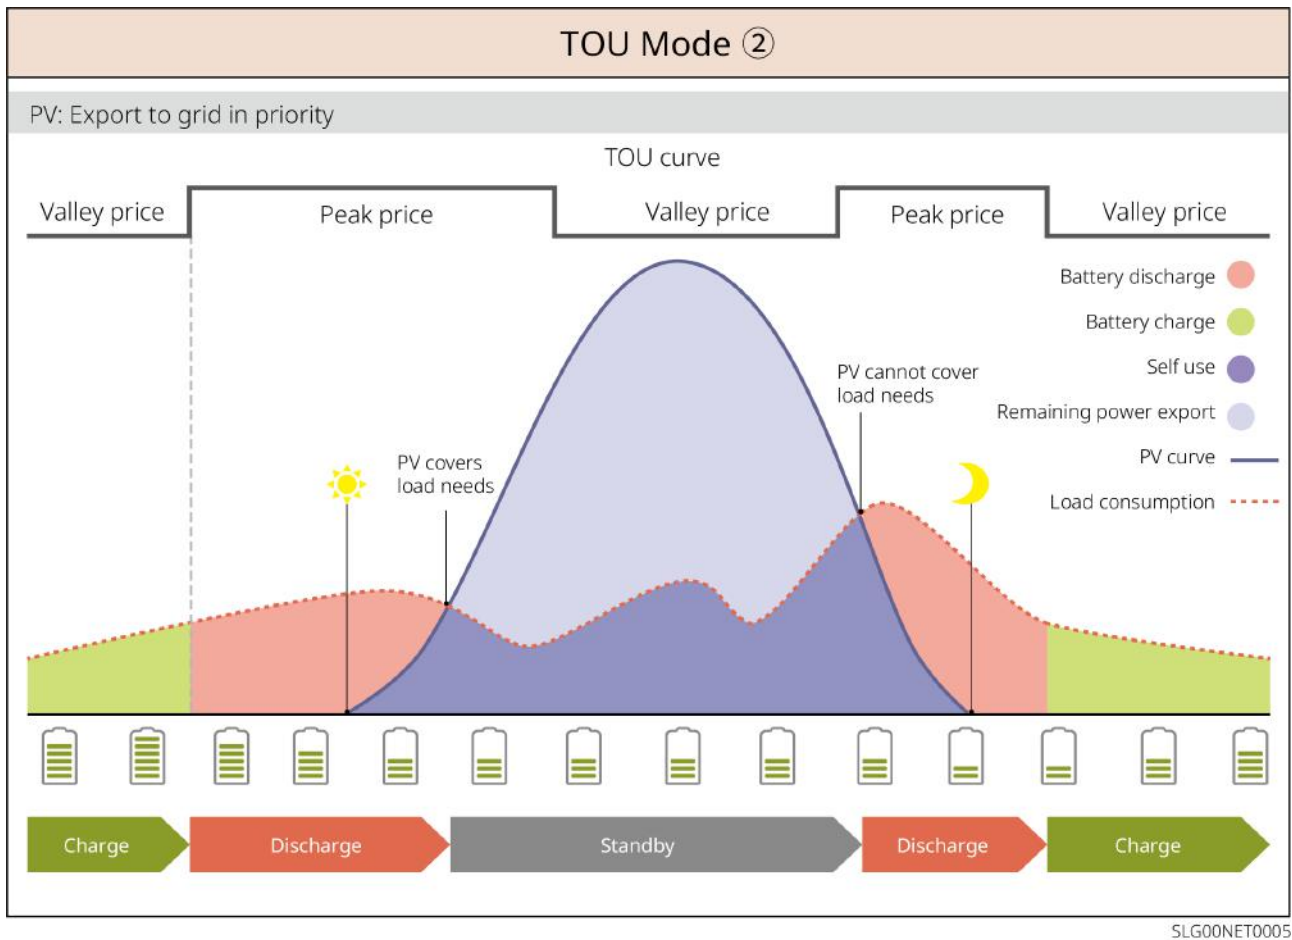 TOU Mode ②
PV: Export to grid in priority
TOU curve
Valley price
Peak price
Valley price
Peak price
Valley price
Battery discharge
Battery charge
Self use
Remaining power export
PV curve
Load consumption
PV cannot cover
load needs
PV covers
load needs
Charge
Discharge
Standby
Discharge
Charge
SLG00NET0005